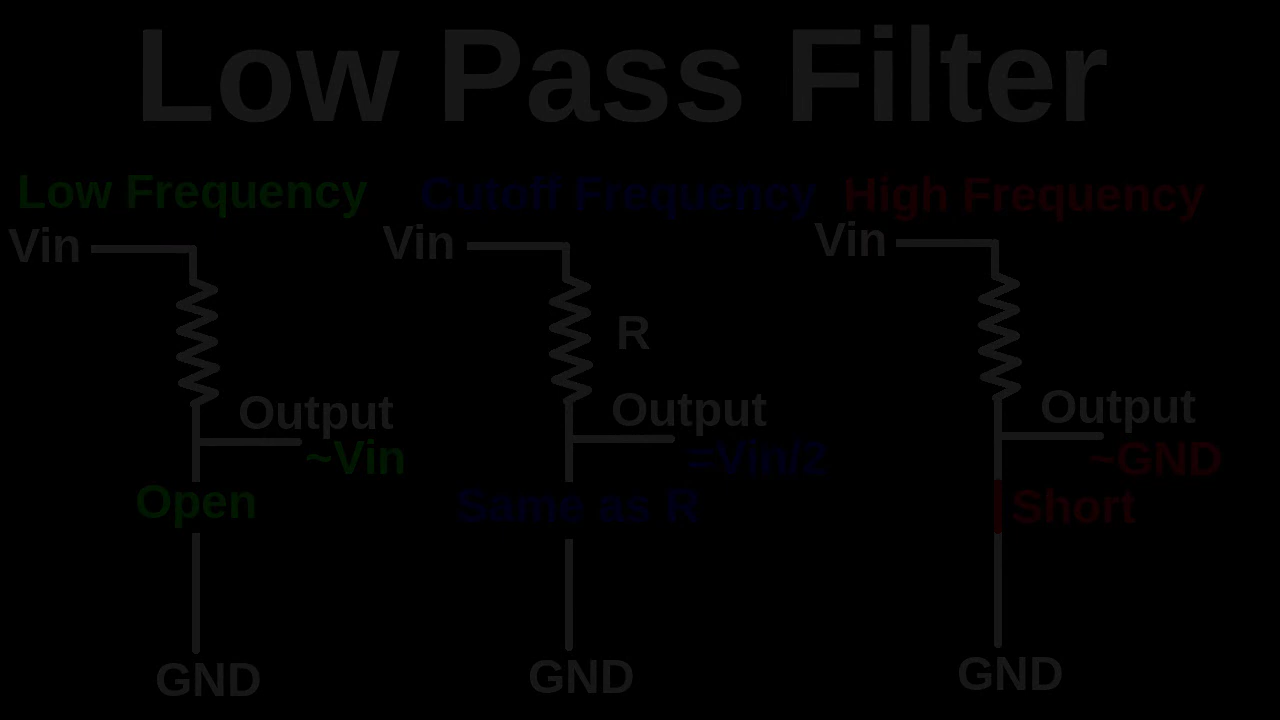 Low Pass Filter
Low Frequency
Vin
Output
~Vin
Open
GND
Cutoff Frequency
Vin
R
Output
=Vin/2
Same as R
GND
High Frequency
Vin
Output
~GND
Short
GND